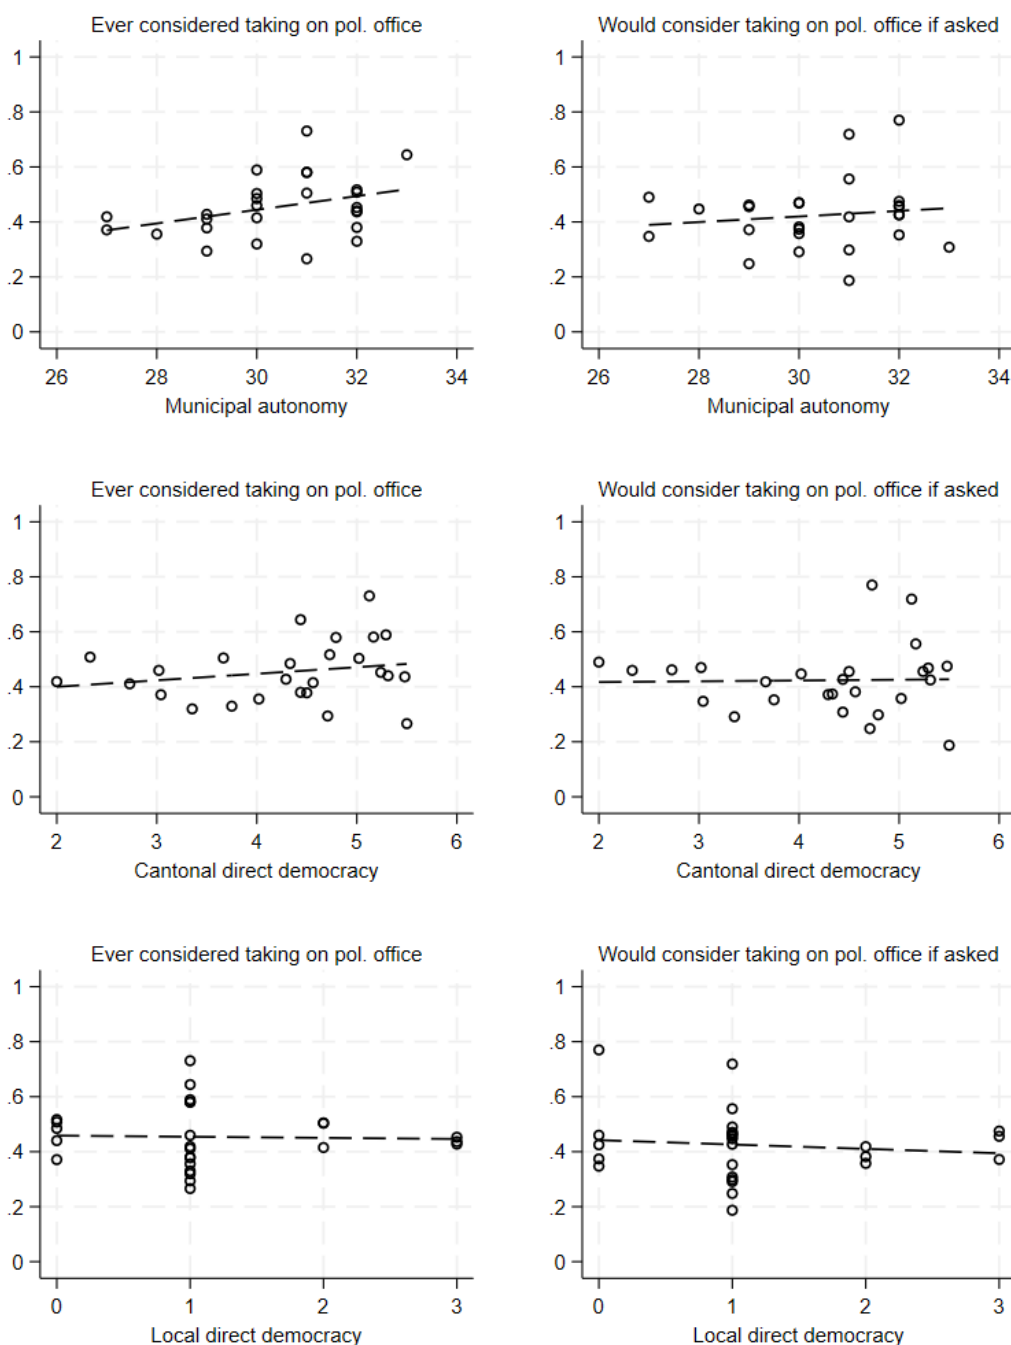 Ever considered taking on pol. office
Would consider taking on pol. office if asked
1
.8
.6
.4
.2
0
1
.8
.6
.4
.2
0
26 28 30 32 34
26 28 30 32 34
Municipal autonomy
Municipal autonomy
Ever considered taking on pol. office
Would consider taking on pol. office if asked
1
.8
.6
.4
.2
0
1
.8
.6
.4
.2
0
2 3 4 5 6
2 3 4 5 6
Cantonal direct democracy
Cantonal direct democracy
Ever considered taking on pol. office
Would consider taking on pol. office if asked
1
.8
.6
.4
.2
0
1
.8
.6
.4
.2
0
0 1 2 3
0 1 2 3
Local direct democracy
Local direct democracy